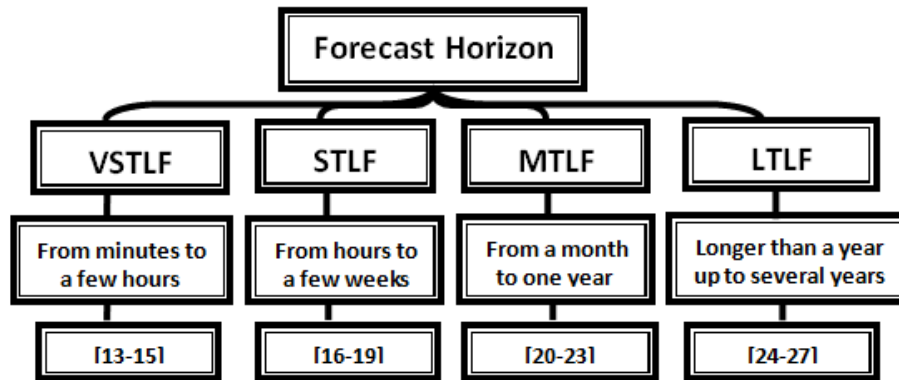 Forecast Horizon
VSTLF
STLF
MTLF
LTLF
From minutes to
a few hours
From hours to
a few weeks
From a month
to one year
Longer than a year
up to several years
[13-15]
[16-19]
[20-23]
[24-27]